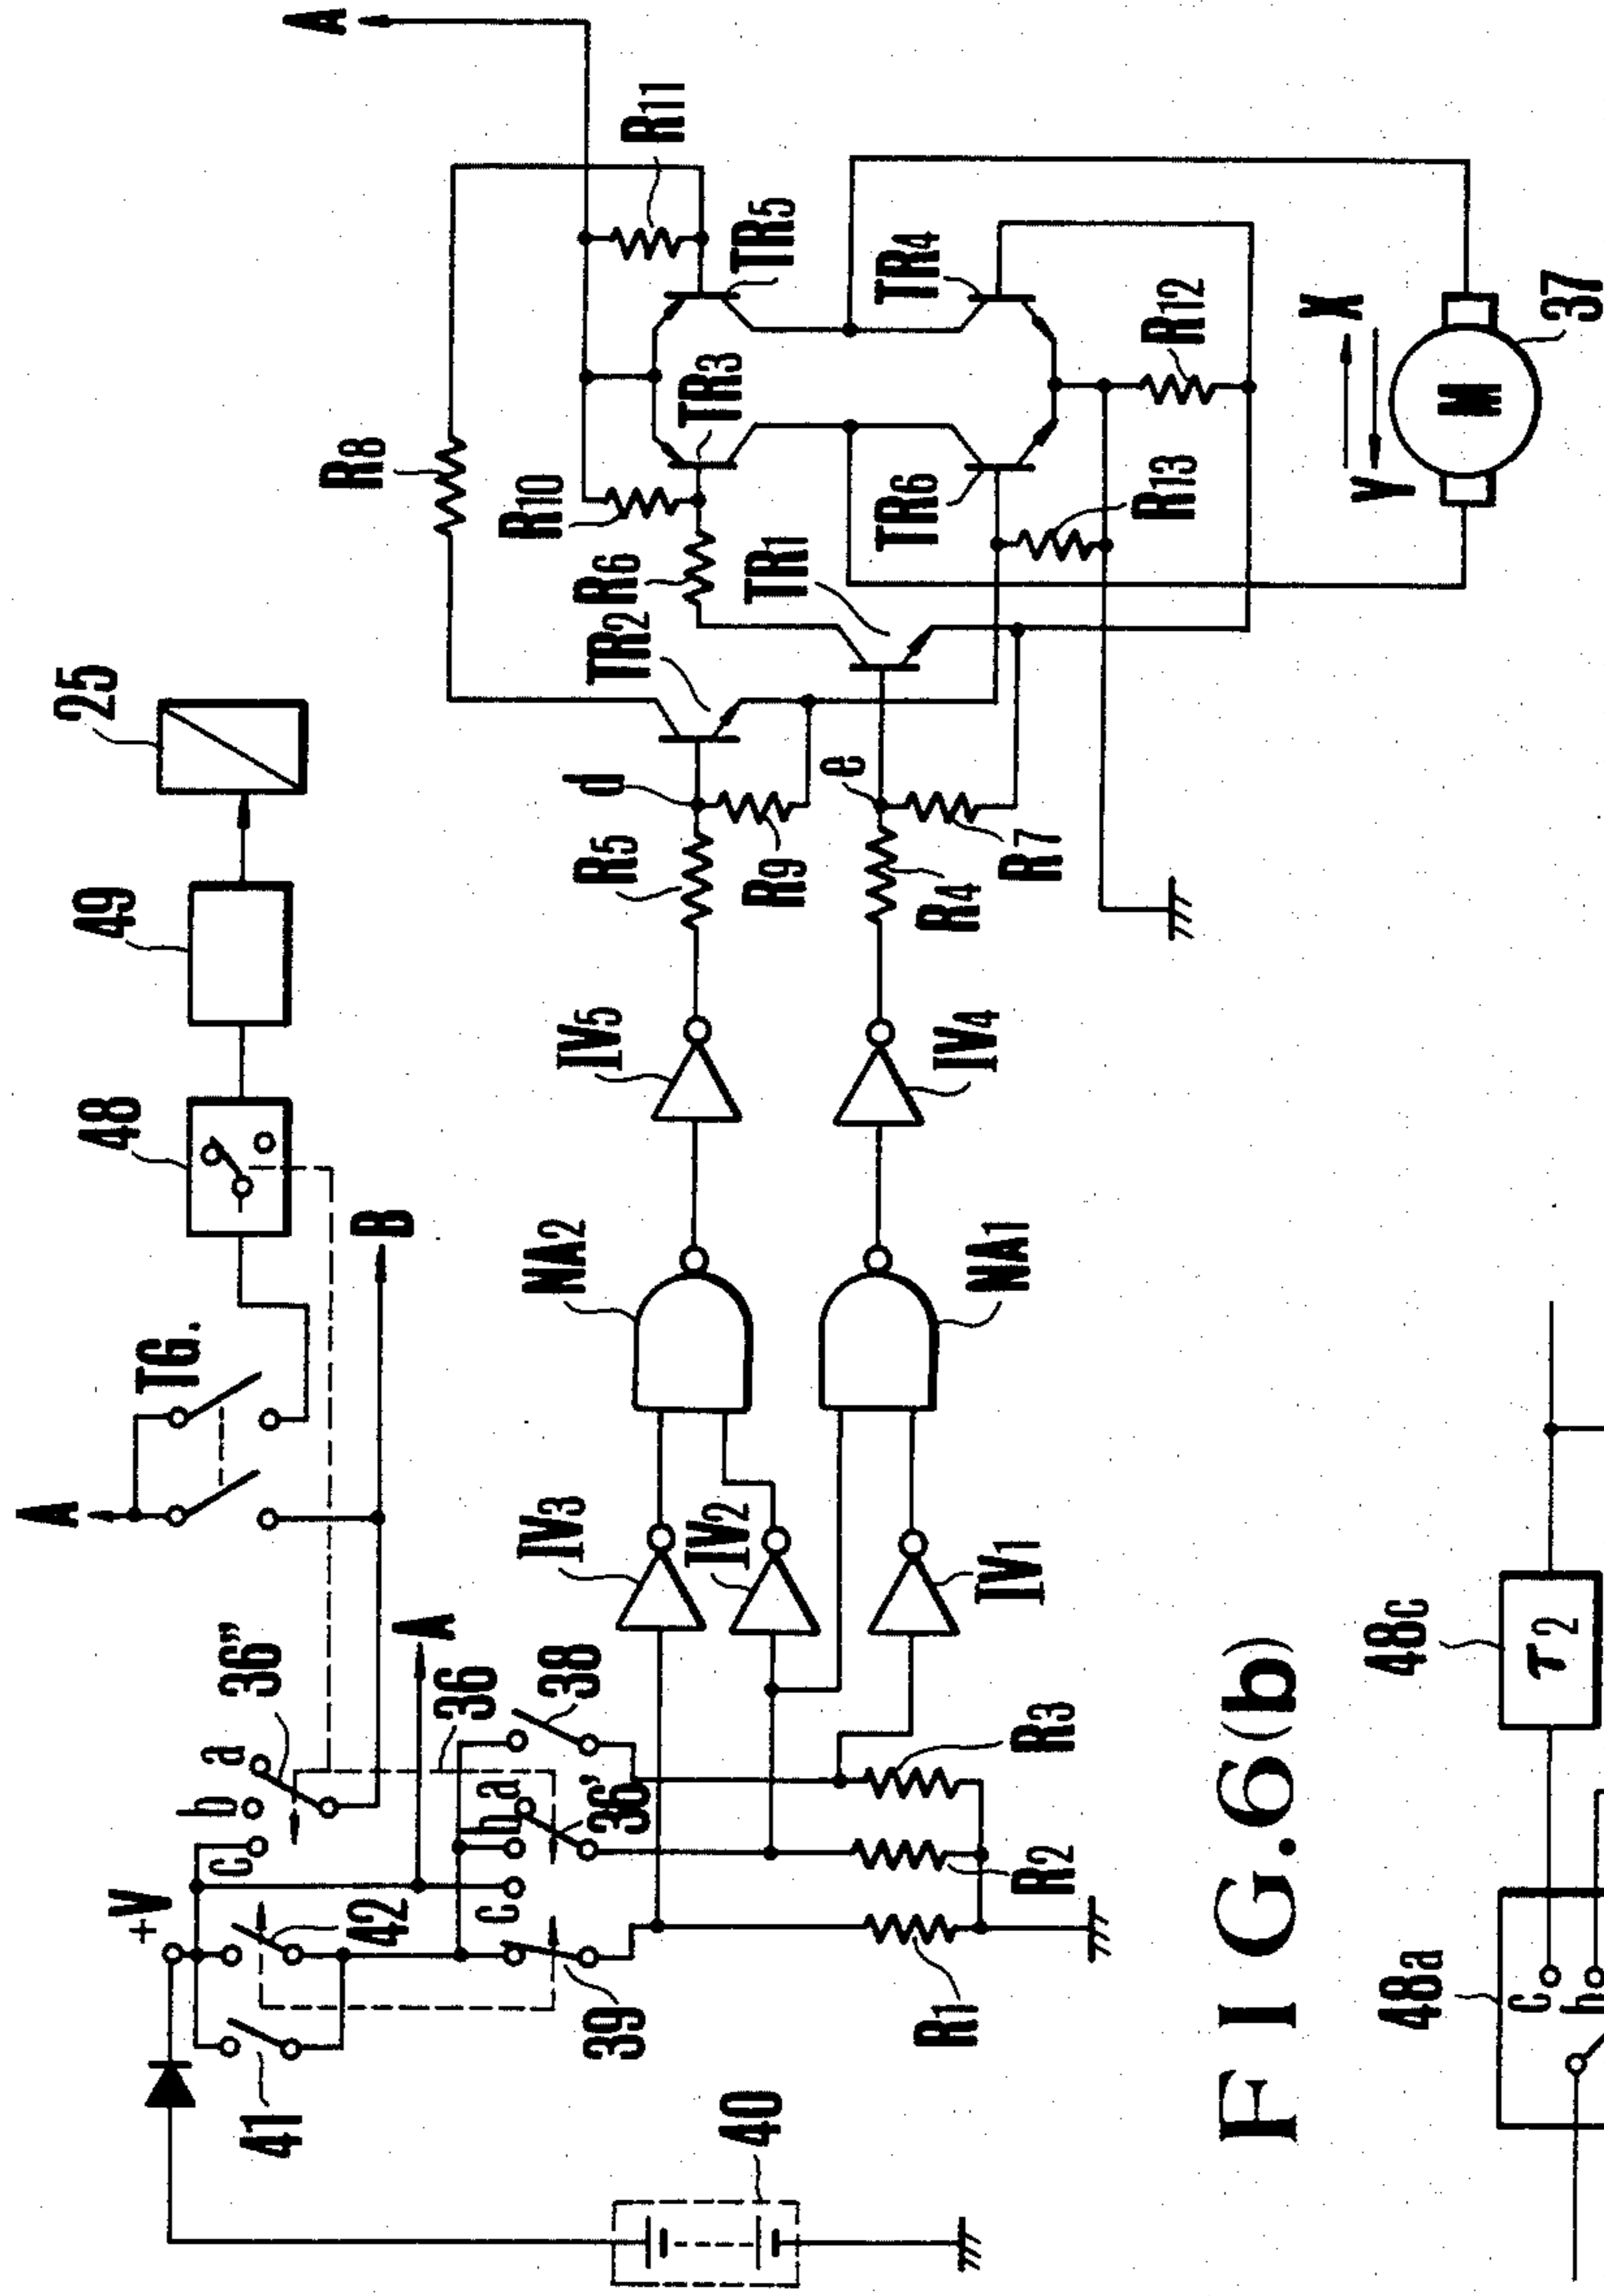 A
R11
R8
TR5
TR4
R10
TR3
R12
X
Y
M
37
R6
TR6
R13
TR1
TR2
25
d
e
R5
R9
R4
R7
49
IV5
IV4
48
B
NA2
NA1
TG.
A
IV3
IV2
IV1
36"
A
36
38
a
b
c
a
b
c
36'
R3
R2
R1
+V
42
39
41
40
FIG.6(b)
48c
τ2
48a
c
b